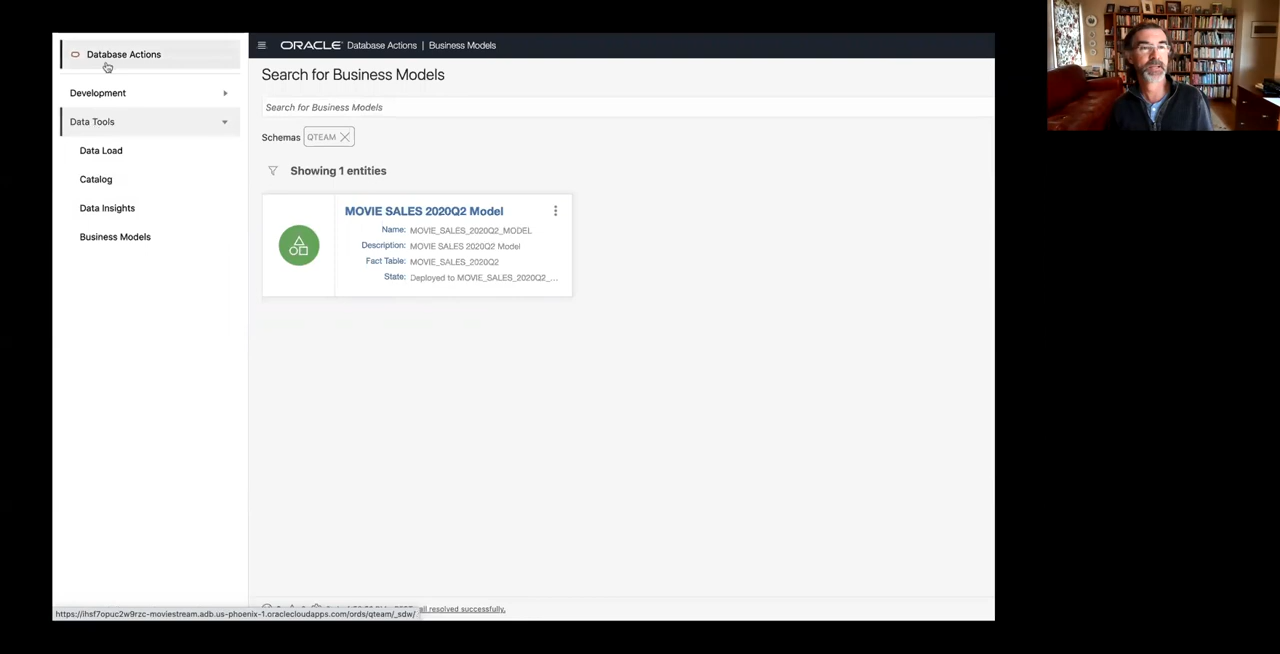 Database Actions
Development
Data Tools
Data Load
Catalog
Data Insights
Business Models
ORACLE Database Actions | Business Models
Search for Business Models
Search for Business Models
Schemas QTEAM
Showing 1 entities
MOVIE SALES 2020Q2 Model
Name: MOVIE_SALES_2020Q2_MODEL
Description: MOVIE SALES 2020Q2 Model
Fact Table: MOVIE_SALES_2020Q2
State: Deployed to MOVIE_SALES_2020Q2_...
all resolved successfully.
https://ihsf7opuc2w9rzc-moviestream.adb.us-phoenix-1.oraclecloudapps.com/ords/qteam/_sdw/